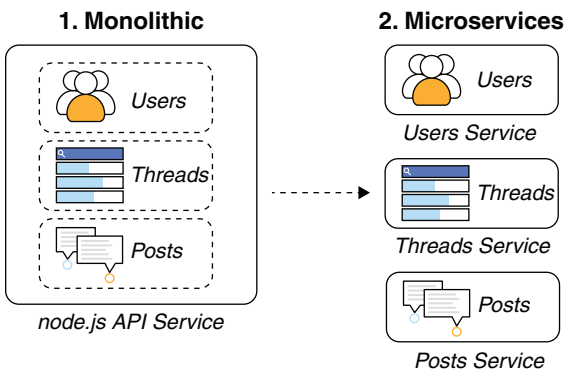 1. Monolithic
Users
Threads
Posts
node.js API Service
2. Microservices
Users
Users Service
Threads
Threads Service
Posts
Posts Service